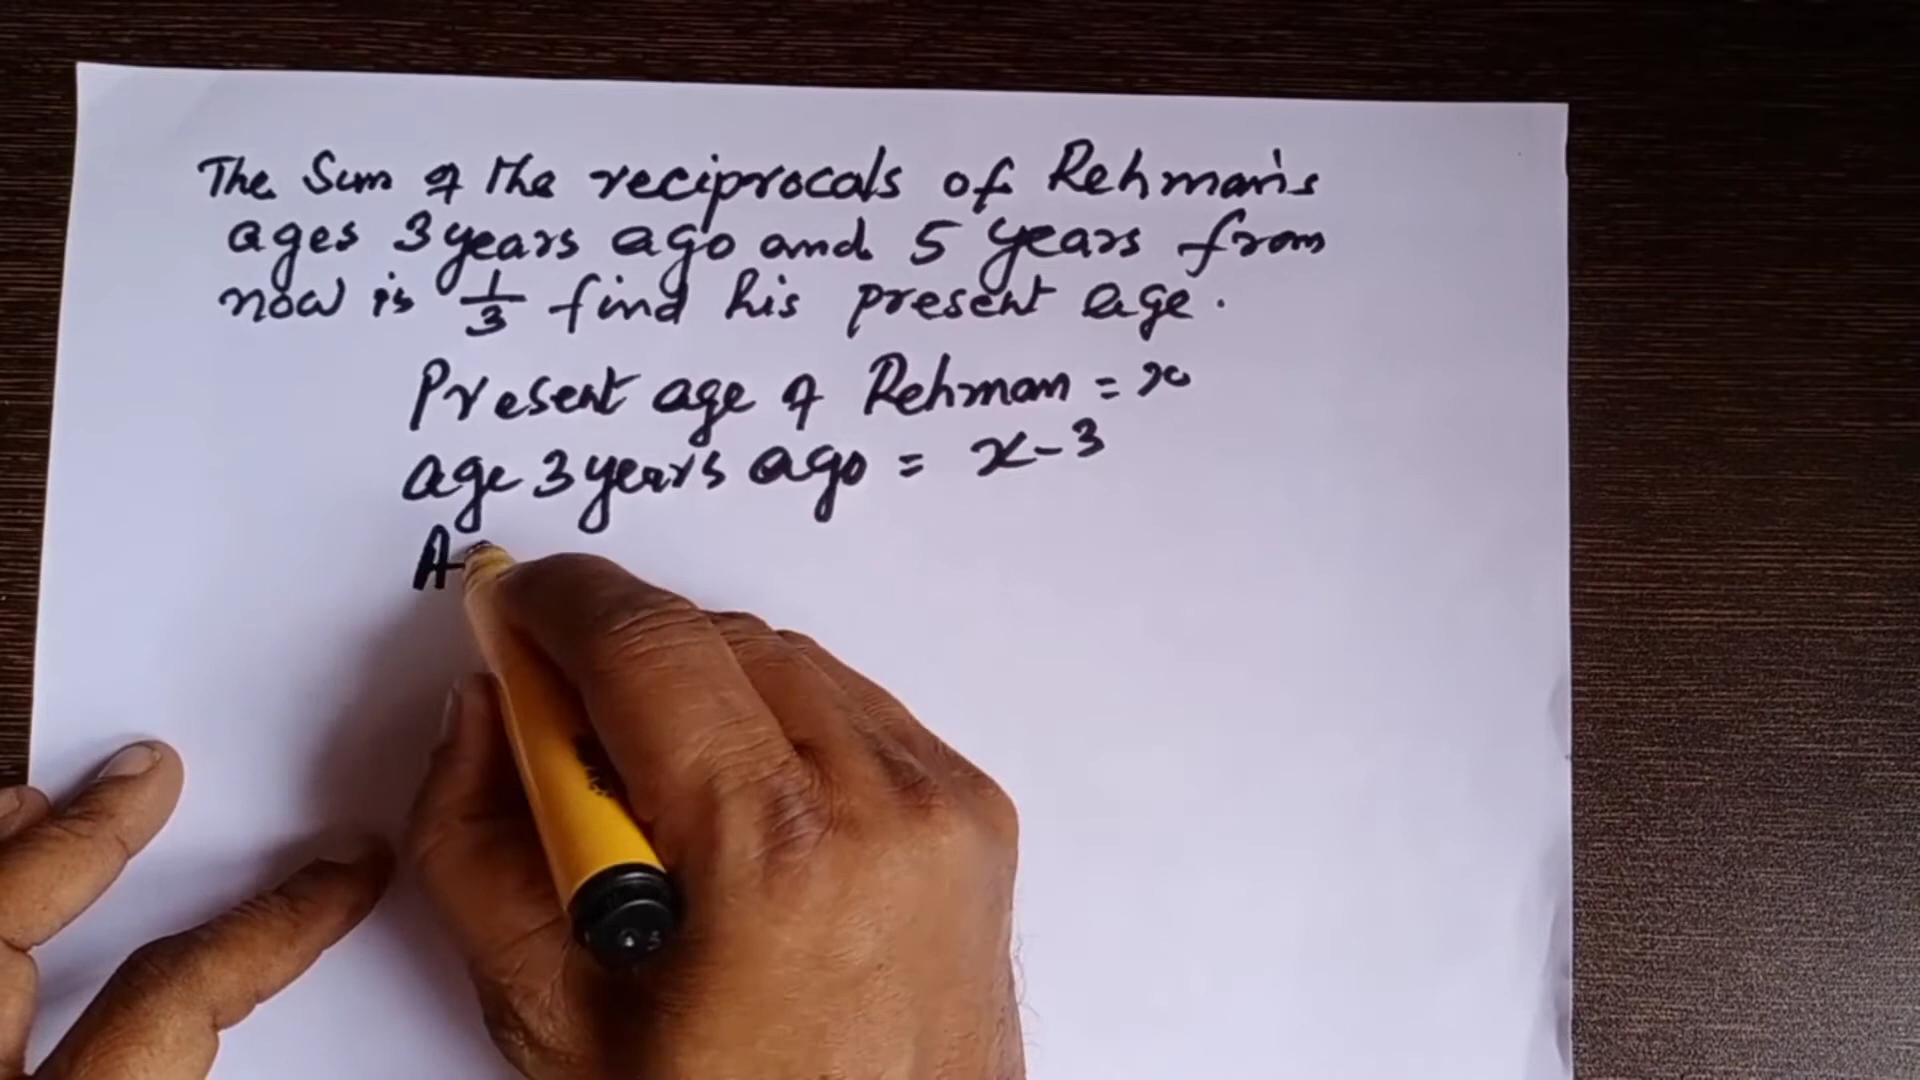 The Sum of the reciprocals of Rehman's
ages 3 years ago and 5 years from
now is 1/3 find his present age.
Present age of Rehman = x
age 3 years ago = x-3
A